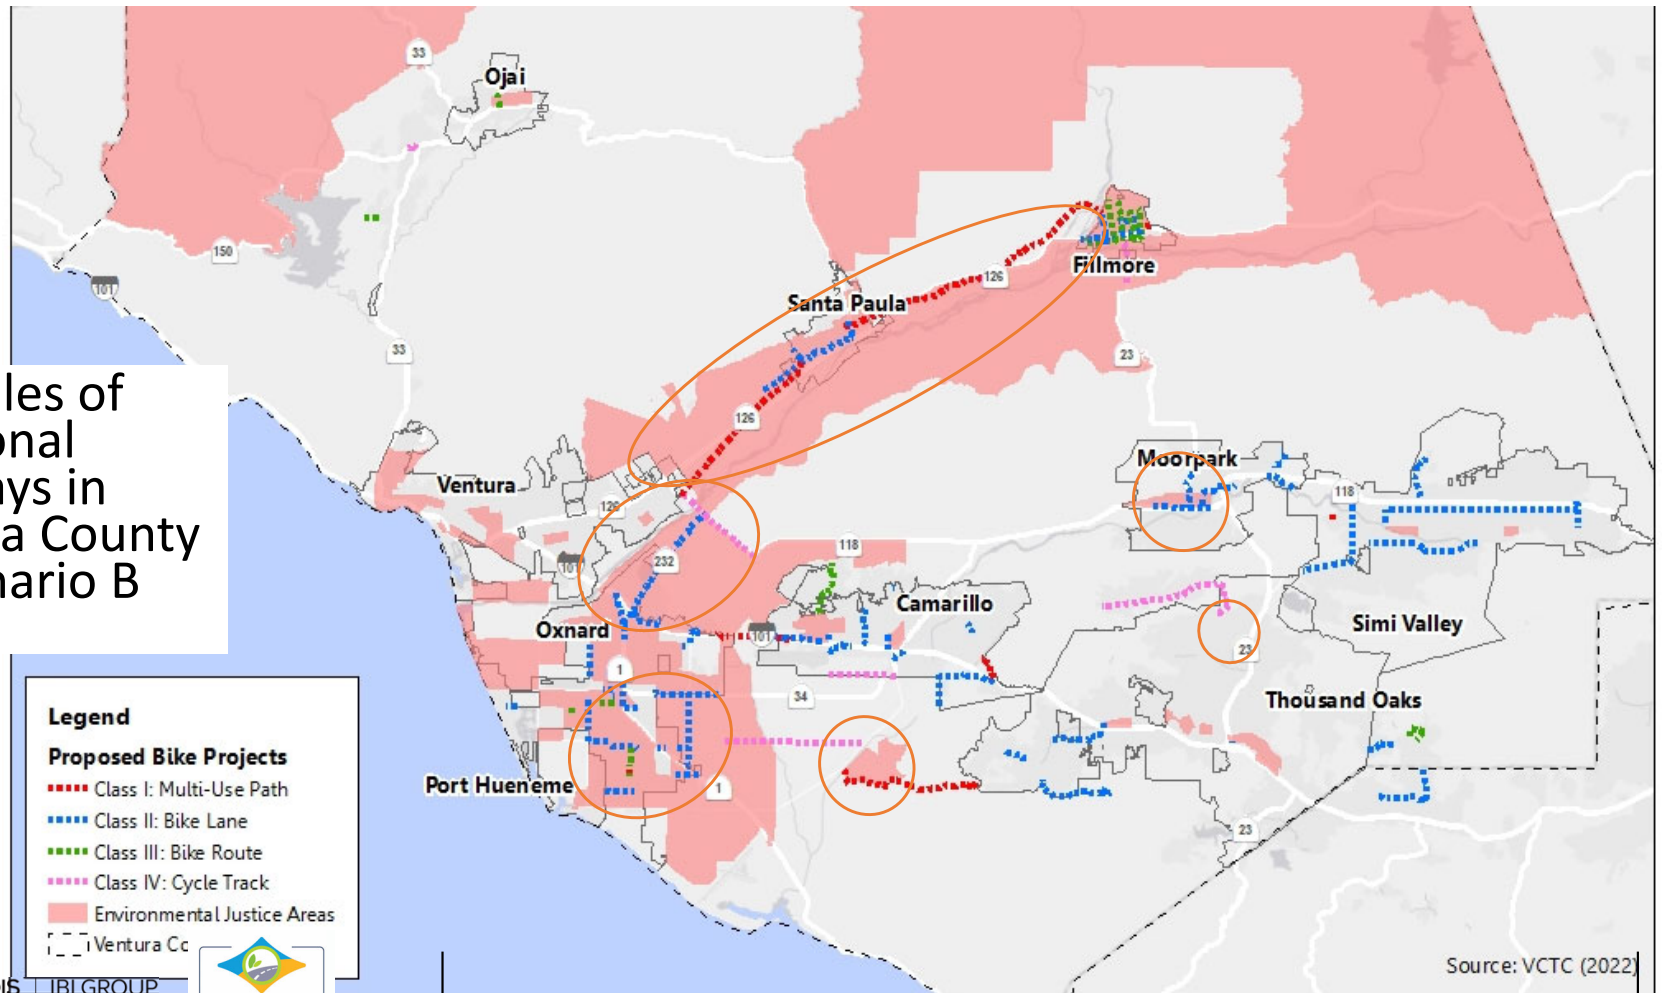 33
Ojai
150
101
33
Santa Paula
126
Fillmore
23
126
les of
onal
ys in
a County
nario B
Ventura
126
Moorpark
118
232
101
118
Camarillo
Oxnard
101
Simi Valley
23
1
34
Thousand Oaks
Port Hueneme
1
23
Legend
Proposed Bike Projects
Class I: Multi-Use Path
Class II: Bike Lane
Class III: Bike Route
Class IV: Cycle Track
Environmental Justice Areas
Ventura Co
Source: VCTC (2022)
IS | IBI GROUP